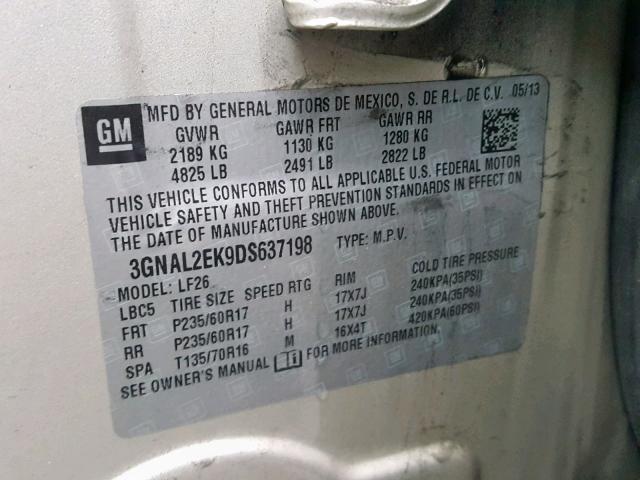 GM
MFD BY GENERAL MOTORS DE MEXICO, S. DE R.L. DE C.V. 05/13
GVWR GAWR FRT GAWR RR
2189 KG 1130 KG 1280 KG
4825 LB 2491 LB 2822 LB
THIS VEHICLE CONFORMS TO ALL APPLICABLE U.S. FEDERAL MOTOR
VEHICLE SAFETY AND THEFT PREVENTION STANDARDS IN EFFECT ON
THE DATE OF MANUFACTURE SHOWN ABOVE.
3GNAL2EK9DS637198 TYPE: M.P.V.
MODEL: LF26
LBC5 TIRE SIZE SPEED RTG RIM COLD TIRE PRESSURE
FRT P235/60R17 H 17X7J 240KPA(35PSI)
RR P235/60R17 H 17X7J 240KPA(35PSI)
SPA T135/70R16 M 16X4T 420KPA(60PSI)
SEE OWNER'S MANUAL i FOR MORE INFORMATION.